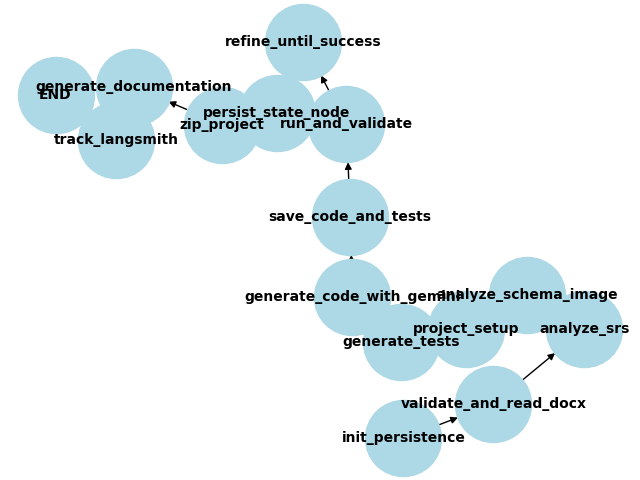 refine_until_success
generate_documentation
END
persist_state_node
zip_project
run_and_validate
track_langsmith
save_code_and_tests
generate_code_with_gemini
analyze_schema_image
project_setup
analyze_srs
generate_tests
validate_and_read_docx
init_persistence